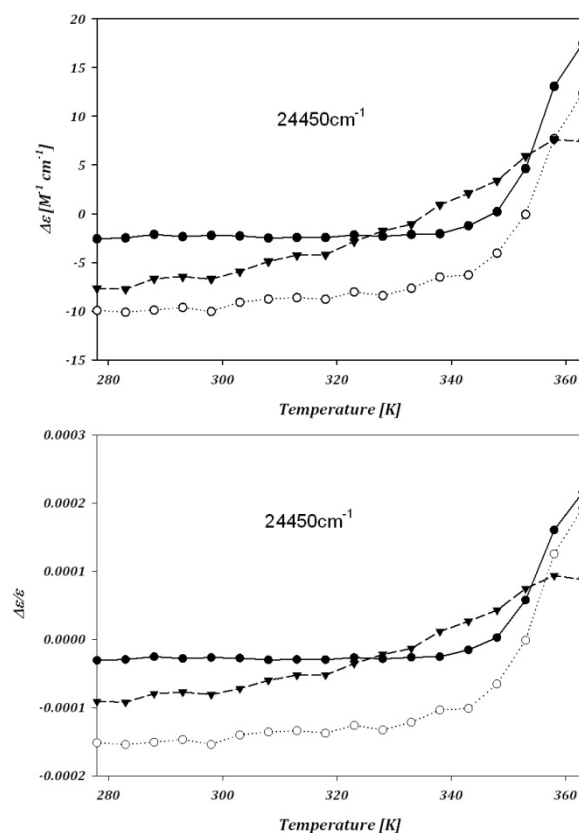 20
15
10
5
0
-5
-10
-15
Δε [M⁻¹ cm⁻¹]
24450cm⁻¹
280 300 320 340 360
Temperature [K]
0.0003
0.0002
0.0001
0.0000
-0.0001
-0.0002
Δε/ε
24450cm⁻¹
280 300 320 340 360
Temperature [K]